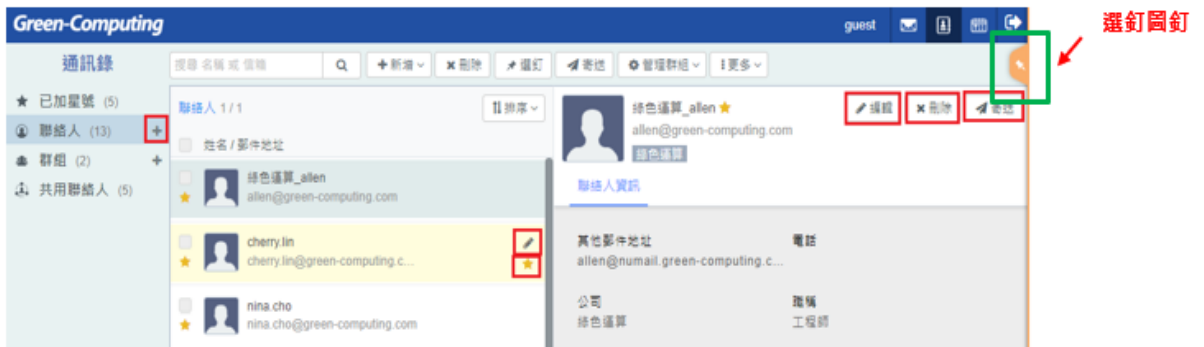 Green-Computing
guest
選釘圖釘
通訊錄
搜尋 名稱 或 信箱
新增
刪除
選釘
寄送
管理群組
更多
已加星號 (5)
聯絡人 (13)
群組 (2)
共用聯絡人 (5)
聯絡人 1/1
排序
姓名 / 郵件地址
綠色運算_allen
allen@green-computing.com
cherry.lin
cherry.lin@green-computing.c...
nina.cho
nina.cho@green-computing.com
綠色運算_allen
allen@green-computing.com
綠色運算
編輯
刪除
寄送
聯絡人資訊
其他郵件地址
電話
allen@numail.green-computing.c...
公司
職稱
綠色運算
工程師